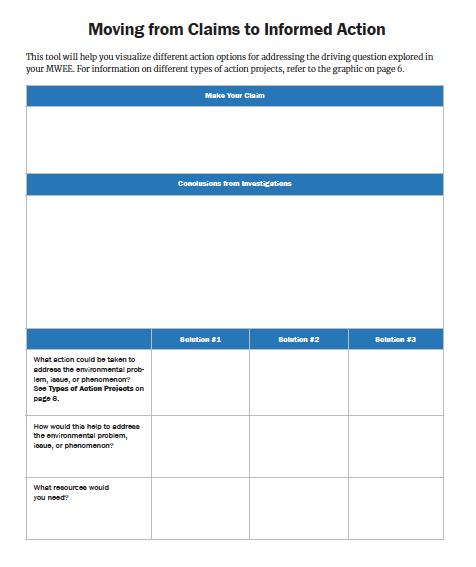 Moving from Claims to Informed Action
This tool will help you visualize different action options for addressing the driving question explored in
your MWEE. For information on different types of action projects, refer to the graphic on page 6.
Make Your Claim
Conclusions from Investigations
Solution #1
Solution #2
Solution #3
What action could be taken to
address the environmental prob-
lem, issue, or phenomenon?
See Types of Action Projects on
page 6.
How would this help to address
the environmental problem,
issue, or phenomenon?
What resources would
you need?